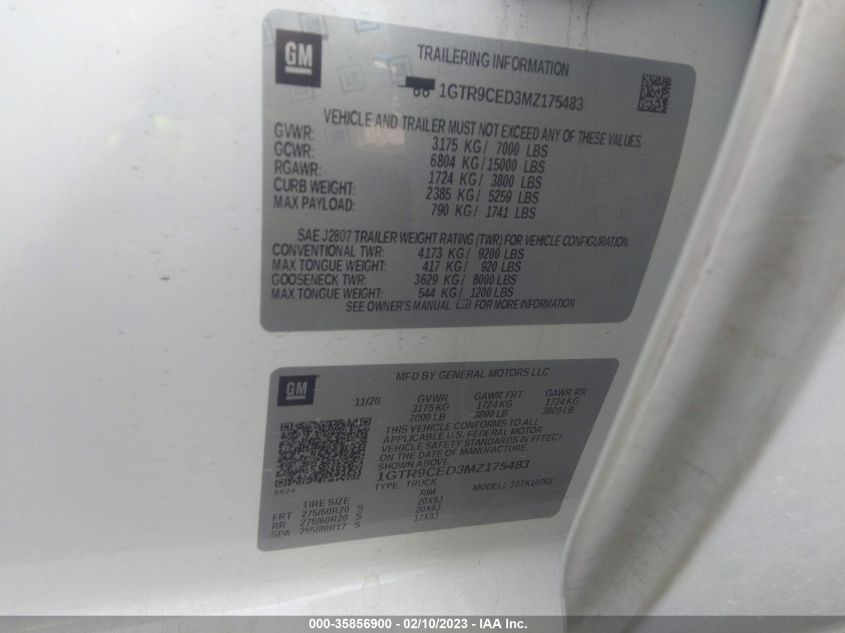 GM
TRAILERING INFORMATION
86 1GTR9CED3MZ175483
VEHICLE AND TRAILER MUST NOT EXCEED ANY OF THESE VALUES.
GVWR: 3175 KG/ 7000 LBS
GCWR: 6804 KG/15000 LBS
RGAWR: 1724 KG/ 3800 LBS
CURB WEIGHT: 2385 KG/ 5259 LBS
MAX PAYLOAD: 790 KG/ 1741 LBS
SAE J2807 TRAILER WEIGHT RATING (TWR) FOR VEHICLE CONFIGURATION.
CONVENTIONAL TWR: 4173 KG/ 9200 LBS
MAX TONGUE WEIGHT: 417 KG/ 920 LBS
GOOSENECK TWR: 3629 KG/ 8000 LBS
MAX TONGUE WEIGHT: 544 KG/ 1200 LBS
SEE OWNER'S MANUAL FOR MORE INFORMATION
GM
MFD BY GENERAL MOTORS LLC
11/20 GVWR GAWR FRT GAWR RR
3175 KG 1724 KG 1724 KG
7000 LB 3800 LB 3800 LB
THIS VEHICLE CONFORMS TO ALL
APPLICABLE U.S. FEDERAL MOTOR
VEHICLE SAFETY STANDARDS IN EFFECT
ON THE DATE OF MANUFACTURE
SHOWN ABOVE.
1GTR9CED3MZ175483
8624 TYPE: TRUCK MODEL:
TIRE SIZE RIM
FRT 275/60R20 S 20X9J
RR 275/60R20 S 20X9J
SPA 255/80R17 S 17X8J
000-35856900 - 02/10/2023 - IAA Inc.